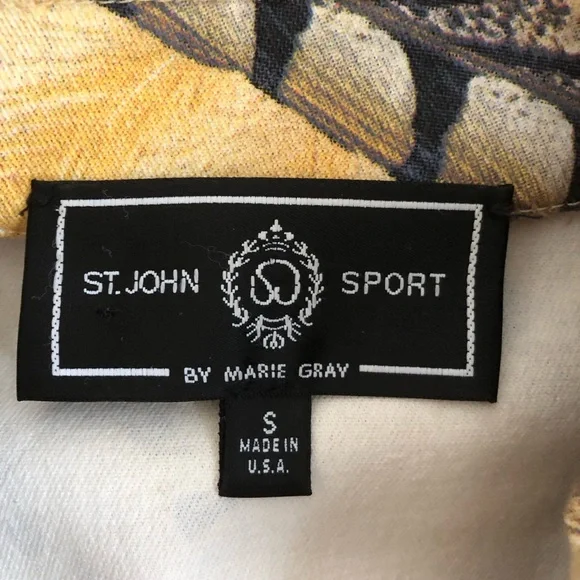 ST. JOHN SPORT
BY MARIE GRAY
S
MADE IN
U.S.A.